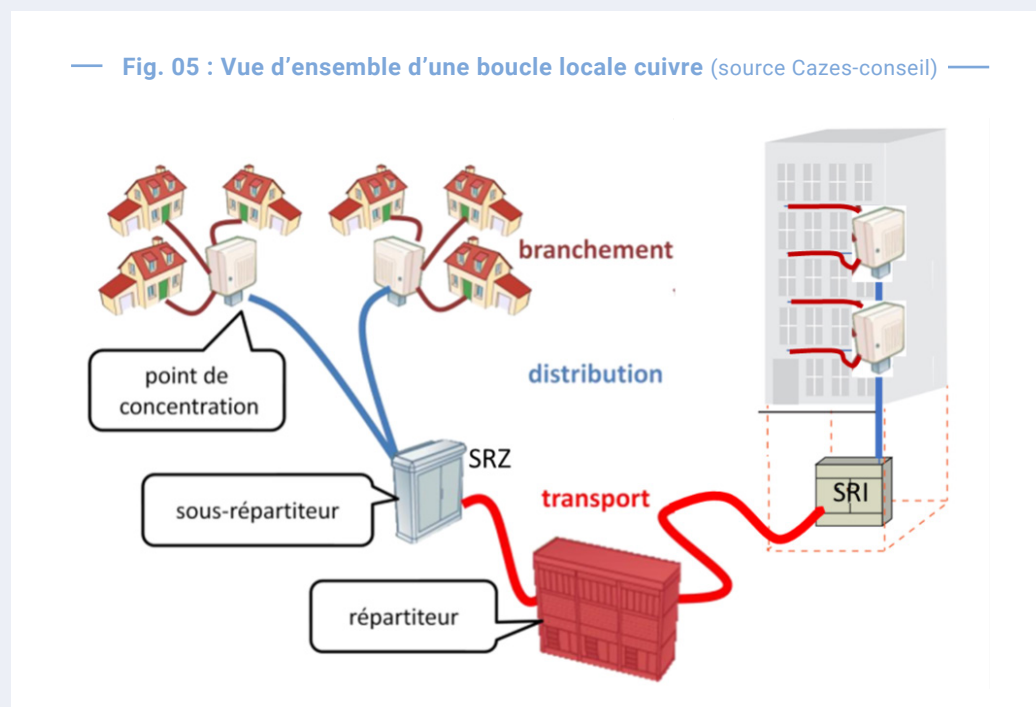 Fig. 05 : Vue d’ensemble d’une boucle locale cuivre (source Cazes-conseil)
branchement
point de
concentration
distribution
SRZ
sous-répartiteur
transport
SRI
répartiteur